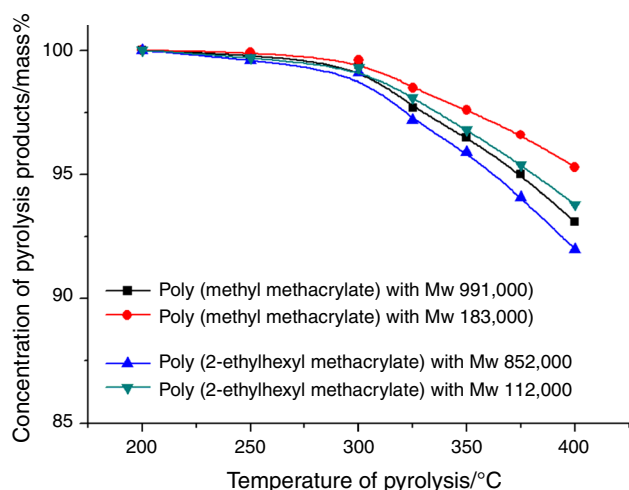 Concentration of pyrolysis products/mass%
100
95
90
85
Poly (methyl methacrylate) with Mw 991,000)
Poly (methyl methacrylate) with Mw 183,000)
Poly (2-ethylhexyl methacrylate) with Mw 852,000
Poly (2-ethylhexyl methacrylate) with Mw 112,000
200 250 300 350 400
Temperature of pyrolysis/°C